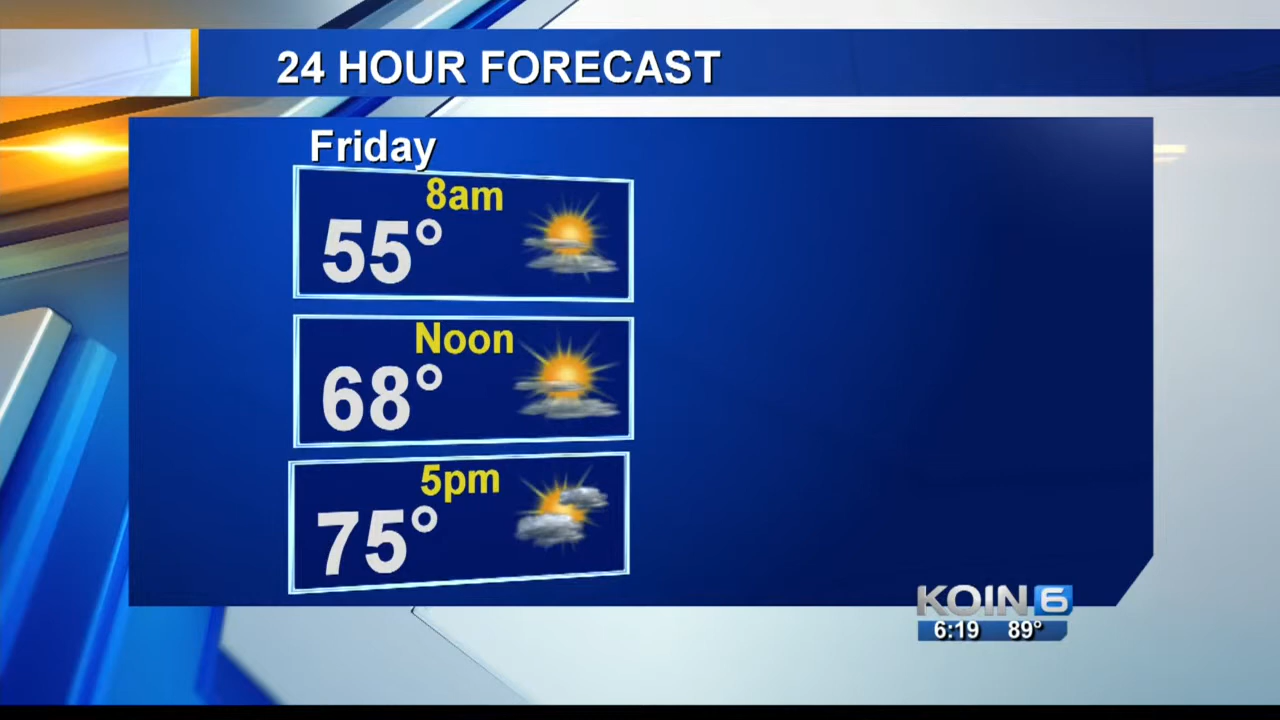 24 HOUR FORECAST
Friday
8am
55°
Noon
68°
5pm
75°
KOIN 6
6:19 89°